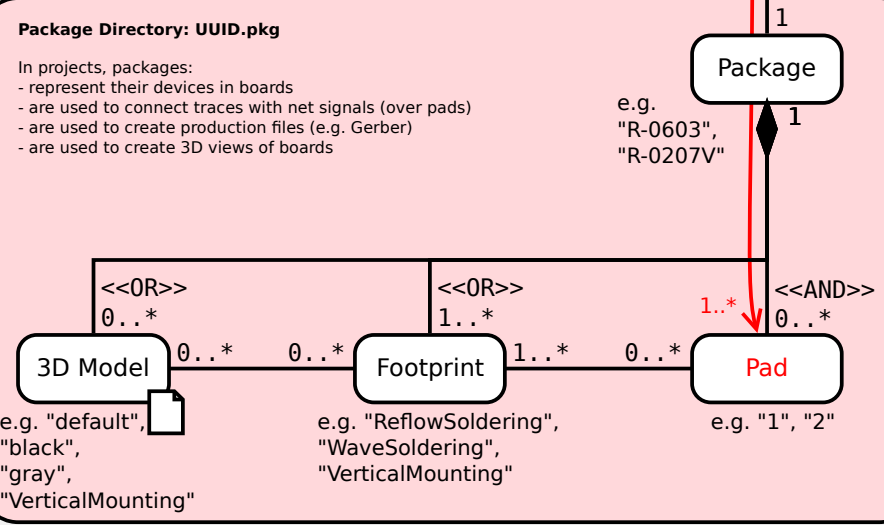 Package Directory: UUID.pkg
In projects, packages:
- represent their devices in boards
- are used to connect traces with net signals (over pads)
- are used to create production files (e.g. Gerber)
- are used to create 3D views of boards
1
Package
1
e.g.
"R-0603",
"R-0207V"
<<OR>>
0..*
<<OR>>
1..*
1..*
<<AND>>
0..*
3D Model
0..*
0..*
Footprint
1..*
0..*
Pad
e.g. "default",
"black",
"gray",
"VerticalMounting"
e.g. "ReflowSoldering",
"WaveSoldering",
"VerticalMounting"
e.g. "1", "2"